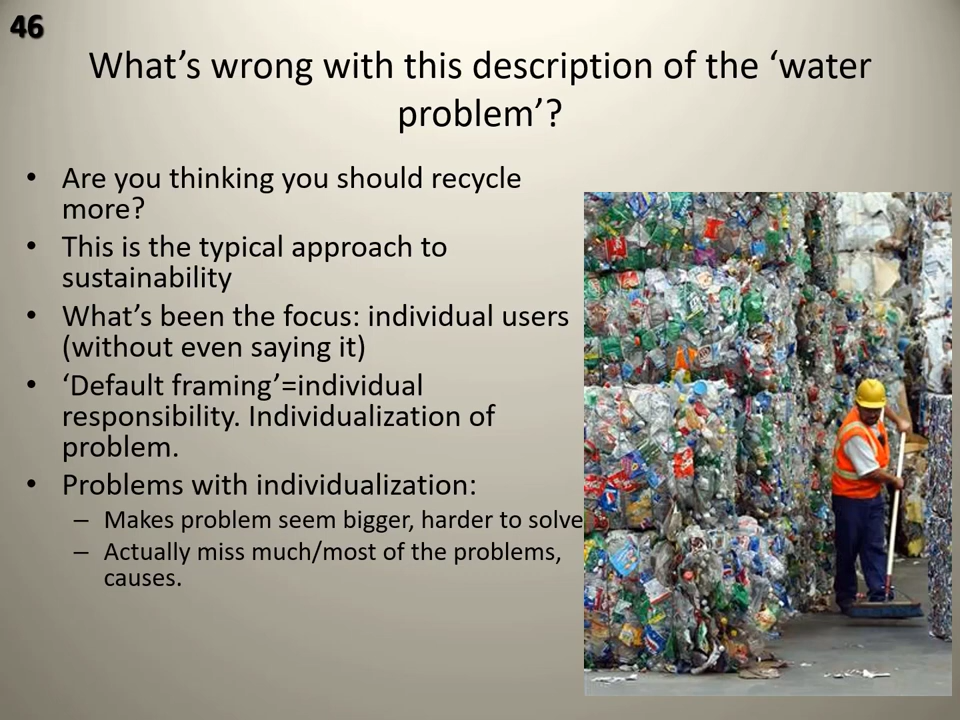 46
What’s wrong with this description of the ‘water
problem’?
• Are you thinking you should recycle
more?
• This is the typical approach to
sustainability
• What’s been the focus: individual users
(without even saying it)
• ‘Default framing’=individual
responsibility. Individualization of
problem.
• Problems with individualization:
– Makes problem seem bigger, harder to solve
– Actually miss much/most of the problems,
causes.